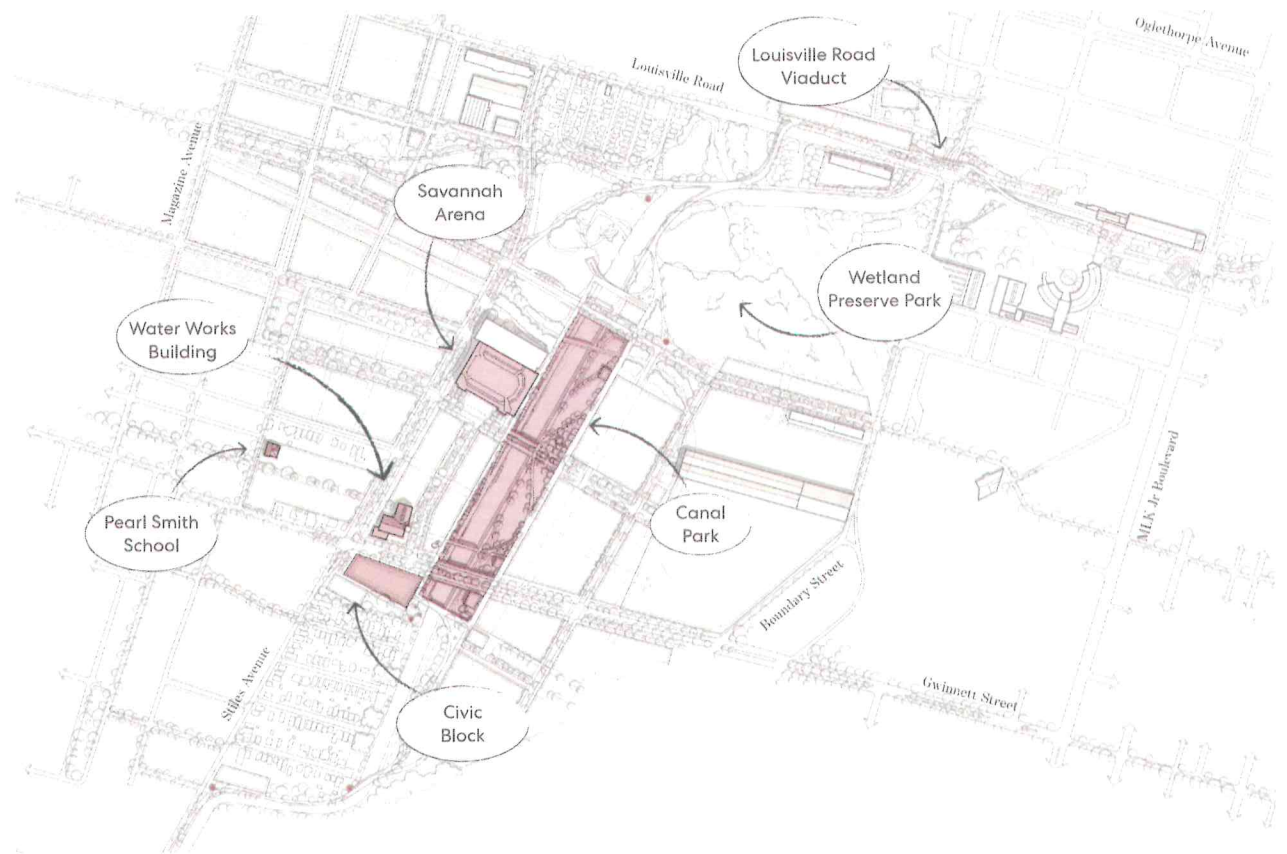 Oglethorpe Avenue
Louisville Road
Viaduct
Louisville Road
Magazine Avenue
Savannah
Arena
Wetland
Preserve Park
Water Works
Building
MLK Jr Boulevard
Pearl Smith
School
Canal
Park
Boundary Street
Stiles Avenue
Gwinnett Street
Civic
Block